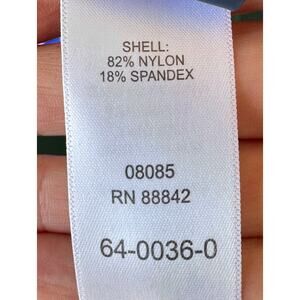 SHELL:
82% NYLON
18% SPANDEX
08085
RN 88842
64-0036-0